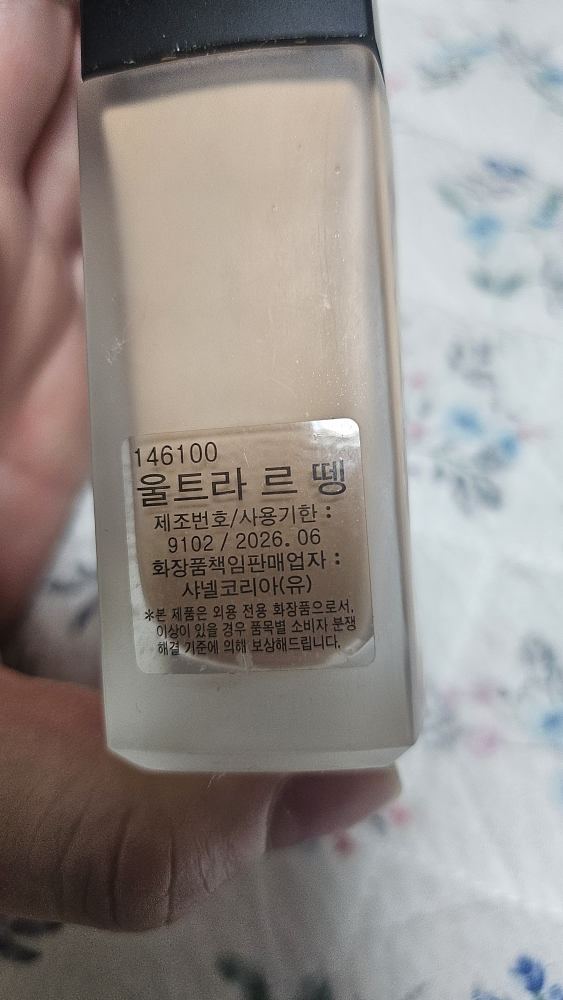 146100
울트라 르 뗑
제조번호/사용기한 :
9102 / 2026. 06
화장품책임판매업자 :
샤넬코리아(유)
*본 제품은 외용 전용 화장품으로서,
이상이 있을 경우 품목별 소비자 분쟁
해결 기준에 의해 보상해드립니다.